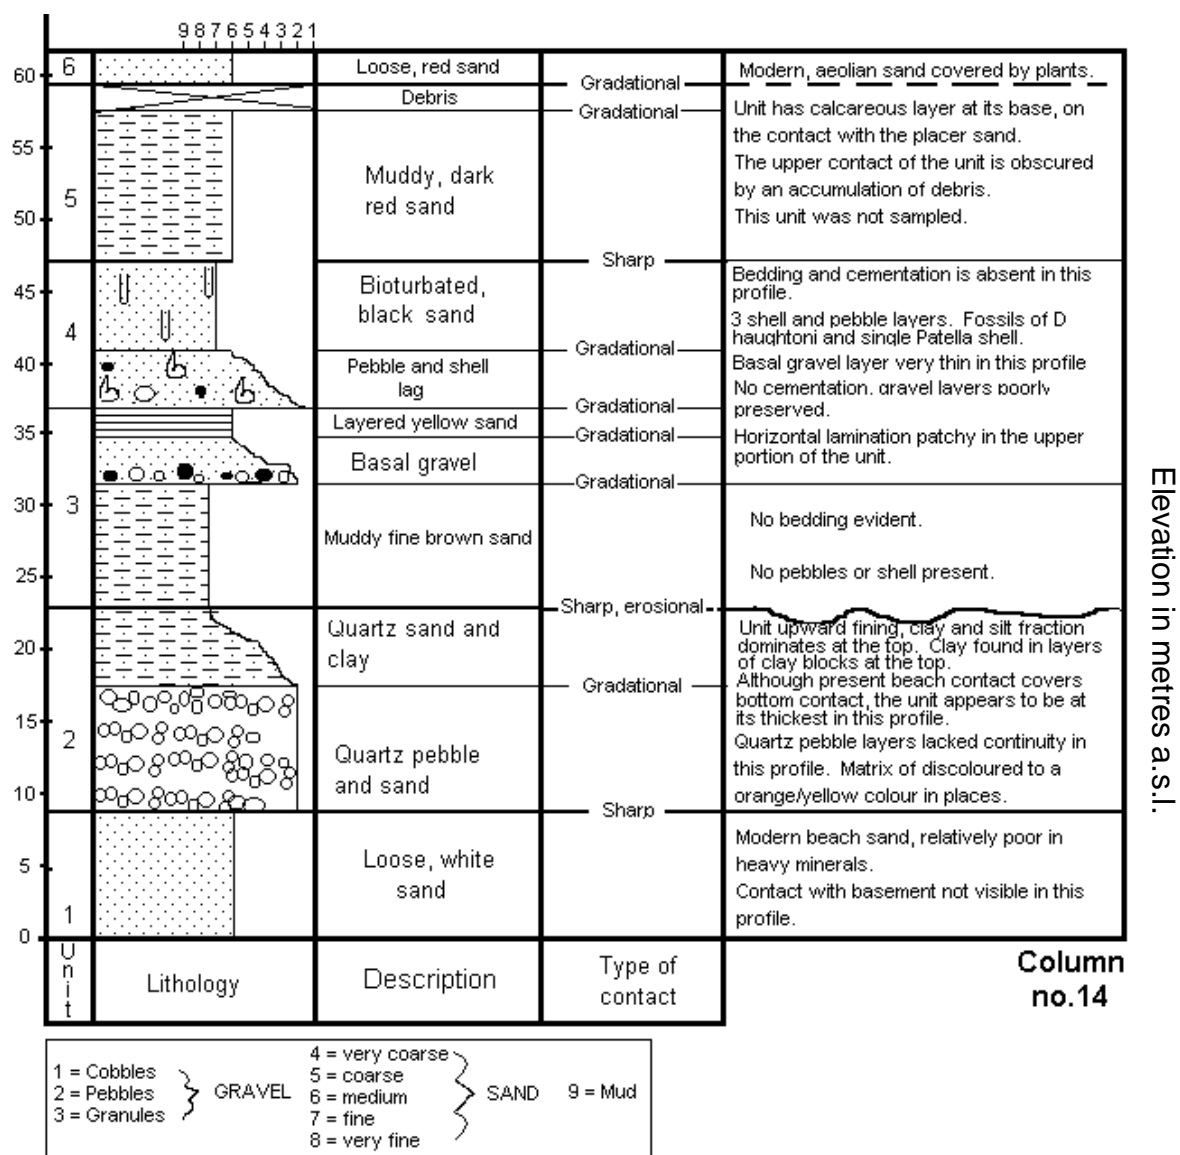 9 8 7 6 5 4 3 2 1
60
6
Loose, red sand
Gradational
Modern, aeolian sand covered by plants.
Debris
Gradational
Unit has calcareous layer at its base, on
the contact with the placer sand.
The upper contact of the unit is obscured
by an accumulation of debris.
This unit was not sampled.
55
50
5
Muddy, dark
red sand
Sharp
45
40
4
Bioturbated,
black sand
Bedding and cementation is absent in this
profile.
3 shell and pebble layers. Fossils of D
haughtoni and single Patella shell.
Gradational
Pebble and shell
lag
Basal gravel layer very thin in this profile
No cementation, gravel layers poorly
preserved.
Gradational
35
Layered yellow sand
Gradational
Horizontal lamination patchy in the upper
portion of the unit.
Basal gravel
Gradational
30
3
25
Muddy fine brown sand
No bedding evident.
No pebbles or shell present.
Sharp, erosional
20
Quartz sand and
clay
Unit upward fining, clay and silt fraction
dominates at the top. Clay found in layers
of clay blocks at the top.
Gradational
Although present beach contact covers
bottom contact, the unit appears to be at
its thickest in this profile.
15
2
10
Quartz pebble
and sand
Quartz pebble layers lacked continuity in
this profile. Matrix of discoloured to a
orange/yellow colour in places.
Sharp
5
1
0
Loose, white
sand
Modern beach sand, relatively poor in
heavy minerals.
Contact with basement not visible in this
profile.
Elevation in metres a.s.l.
Unit
Lithology
Description
Type of
contact
Column
no.14
1 = Cobbles
2 = Pebbles
3 = Granules
GRAVEL
4 = very coarse
5 = coarse
6 = medium
7 = fine
8 = very fine
SAND
9 = Mud